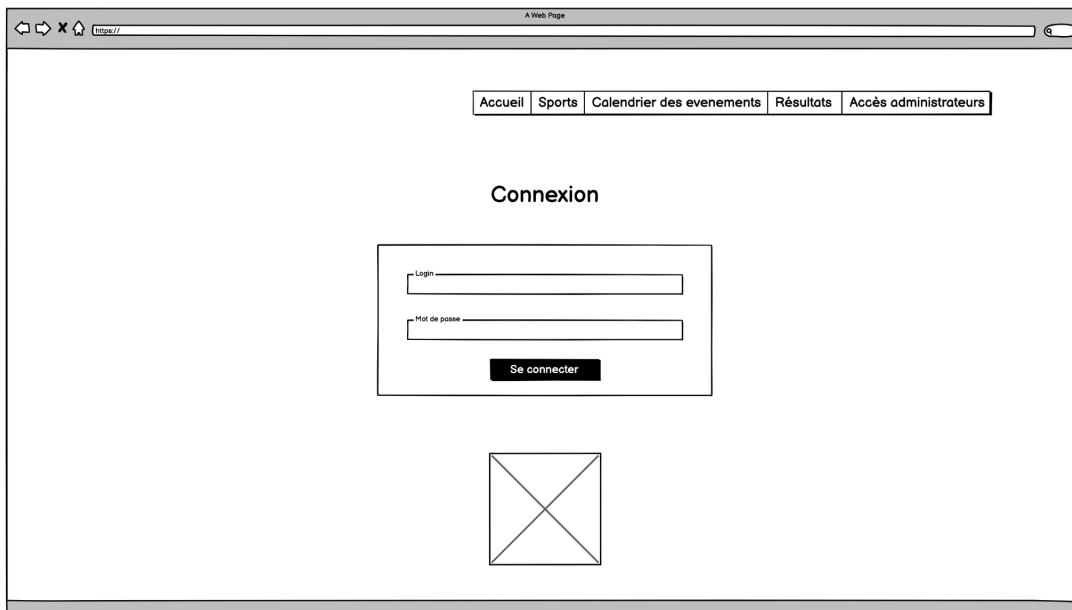 A Web Page
https://
Accueil Sports Calendrier des evenements Résultats Accès administrateurs
Connexion
Login
Mot de passe
Se connecter